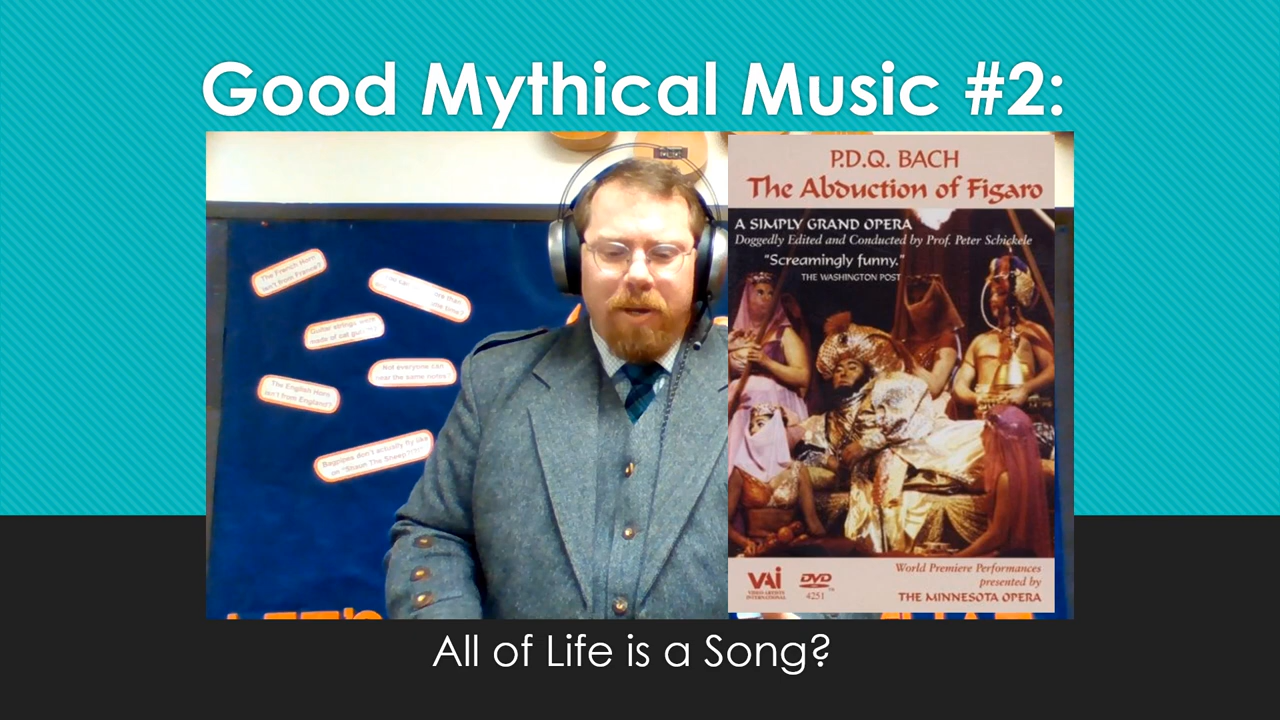 Good Mythical Music #2:
The French Horn
isn't from France?
Guitar strings were
made of cat gut
Not everyone can
hear the same notes
The English Horn
isn't from England?
Bagpipes don't actually fly like
on "Shaun The Sheep"?!?!
P.D.Q. BACH
The Abduction of Figaro
A SIMPLY GRAND OPERA
Doggedly Edited and Conducted by Prof. Peter Schickele
"Screamingly funny."
THE WASHINGTON POST
VAI
VIDEO ARTISTS
INTERNATIONAL
DVD
4251
World Premiere Performances
presented by
THE MINNESOTA OPERA
LET'S
All of Life is a Song?